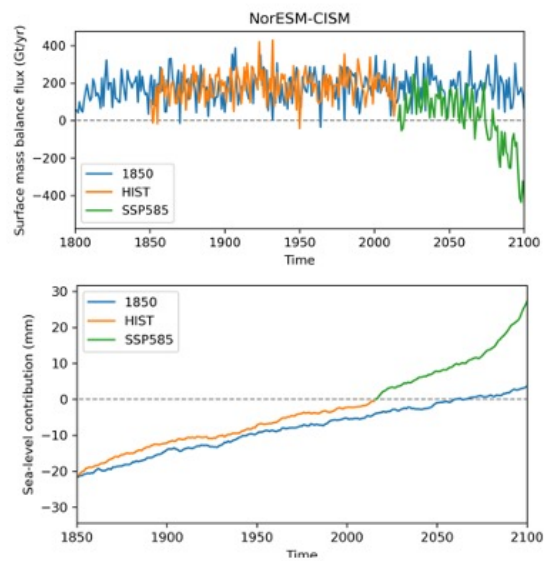 NorESM-CISM
Surface mass balance flux (Gt/yr)
400
200
0
−200
−400
1850
HIST
SSP585
1800 1850 1900 1950 2000 2050 2100
Time
Sea-level contribution (mm)
30
20
10
0
−10
−20
−30
1850
HIST
SSP585
1850 1900 1950 2000 2050 2100
Time